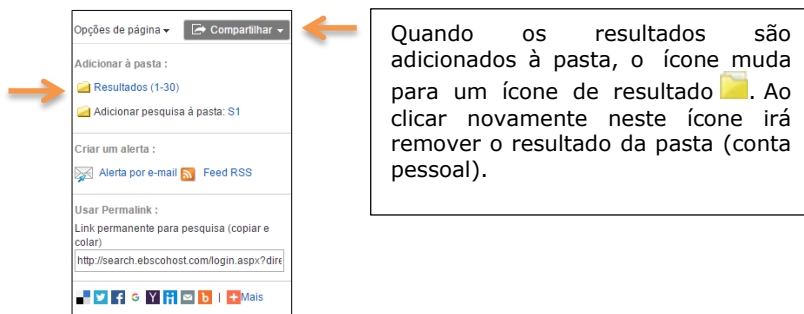 Opções de página
Compartilhar
Adicionar à pasta :
Resultados (1-30)
Adicionar pesquisa à pasta: S1
Criar um alerta :
Alerta por e-mail Feed RSS
Usar Permalink :
Link permanente para pesquisa (copiar e
colar)
http://search.ebscohost.com/login.aspx?dire
Mais
Quando os resultados são
adicionados à pasta, o ícone muda
para um ícone de resultado . Ao
clicar novamente neste ícone irá
remover o resultado da pasta (conta
pessoal).